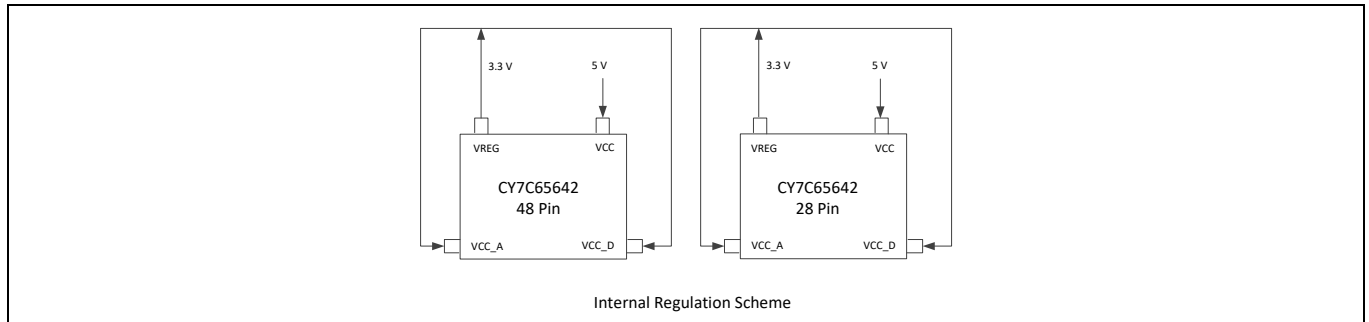 3.3 V
5 V
VREG
VCC
CY7C65642
48 Pin
VCC_A
VCC_D
3.3 V
5 V
VREG
VCC
CY7C65642
28 Pin
VCC_A
VCC_D
Internal Regulation Scheme